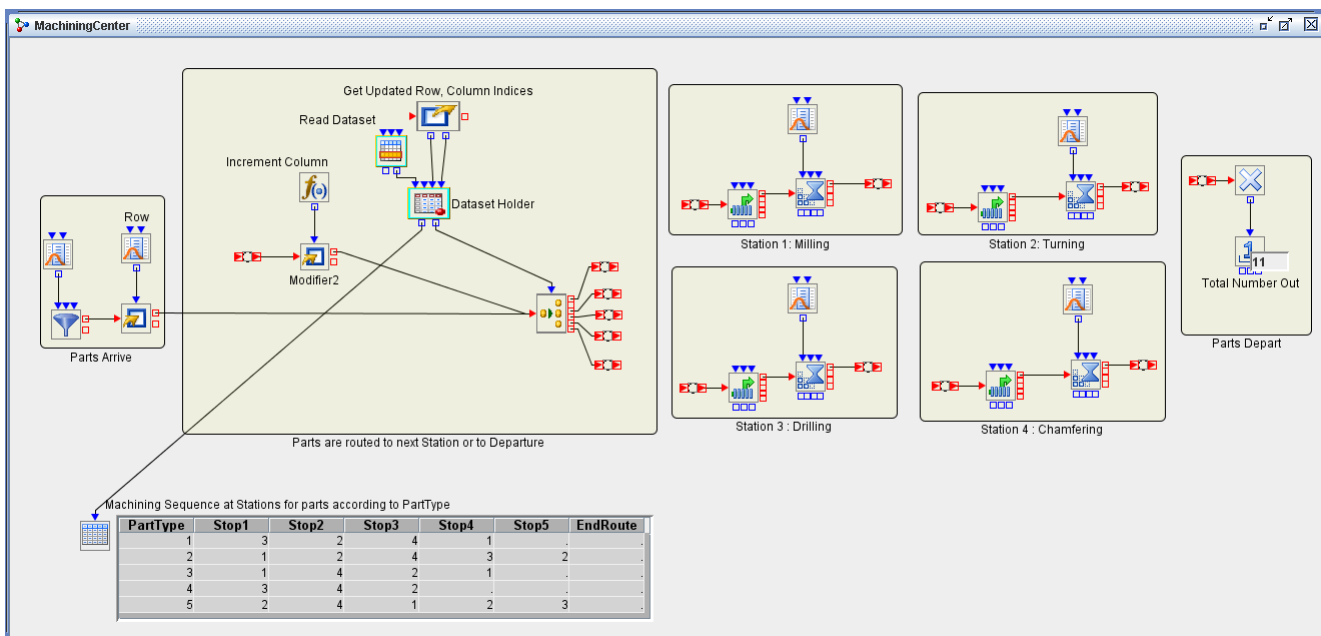 MachiningCenter
Get Updated Row, Column Indices
Read Dataset
Increment Column
Dataset Holder
Row
Modifier2
Parts Arrive
Parts are routed to next Station or to Departure
Station 1: Milling
Station 2: Turning
Station 3 : Drilling
Station 4 : Chamfering
1
11
Total Number Out
Parts Depart
Machining Sequence at Stations for parts according to PartType
PartType Stop1 Stop2 Stop3 Stop4 Stop5 EndRoute
1 3 2 4 1 . .
2 1 2 4 3 2 .
3 1 4 2 1 . .
4 3 4 2 . . .
5 2 4 1 2 3 .